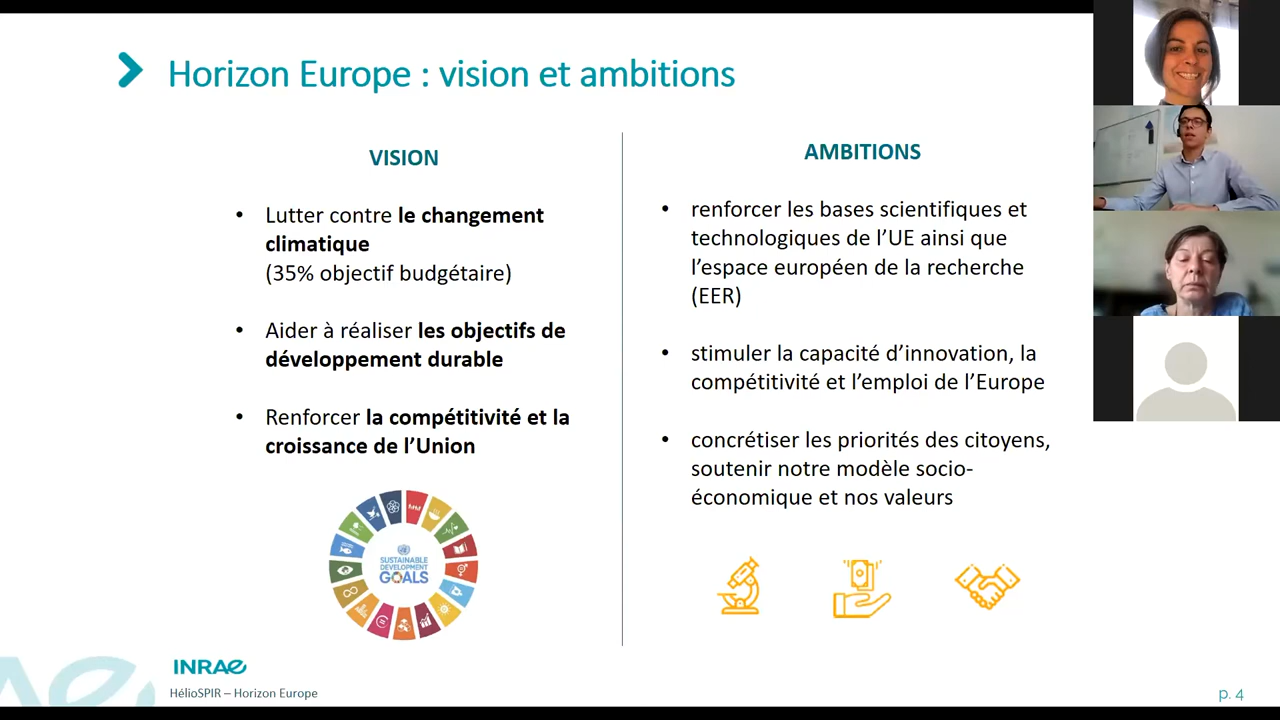 Horizon Europe : vision et ambitions
VISION
• Lutter contre le changement
climatique
(35% objectif budgétaire)
• Aider à réaliser les objectifs de
développement durable
• Renforcer la compétitivité et la
croissance de l’Union
SUSTAINABLE
DEVELOPMENT
GOALS
AMBITIONS
• renforcer les bases scientifiques et
technologiques de l’UE ainsi que
l’espace européen de la recherche
(EER)
• stimuler la capacité d’innovation, la
compétitivité et l’emploi de l’Europe
• concrétiser les priorités des citoyens,
soutenir notre modèle socio-
économique et nos valeurs
INRAE
HélioSPIR – Horizon Europe
p. 4